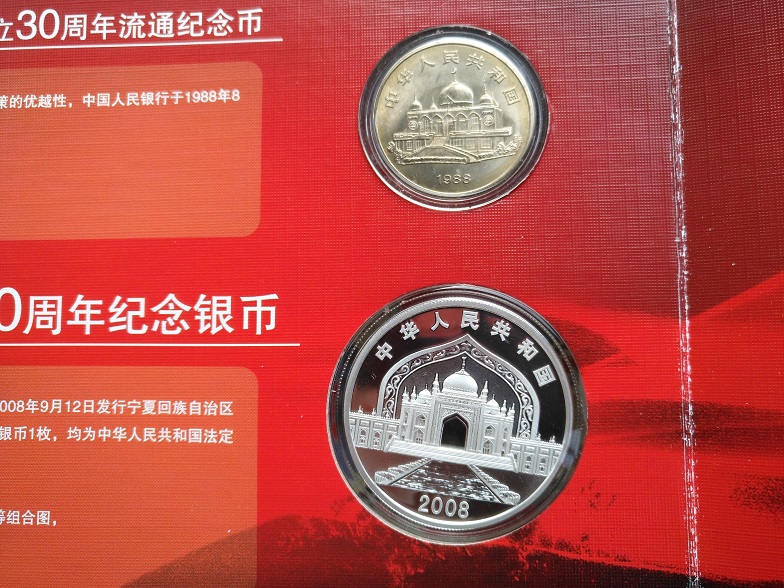 立30周年流通纪念币
策的优越性，中国人民银行于1988年8
中华人民共和国
1988
0周年纪念银币
008年9月12日发行宁夏回族自治区
银币1枚，均为中华人民共和国法定
等组合图，
中华人民共和国
2008